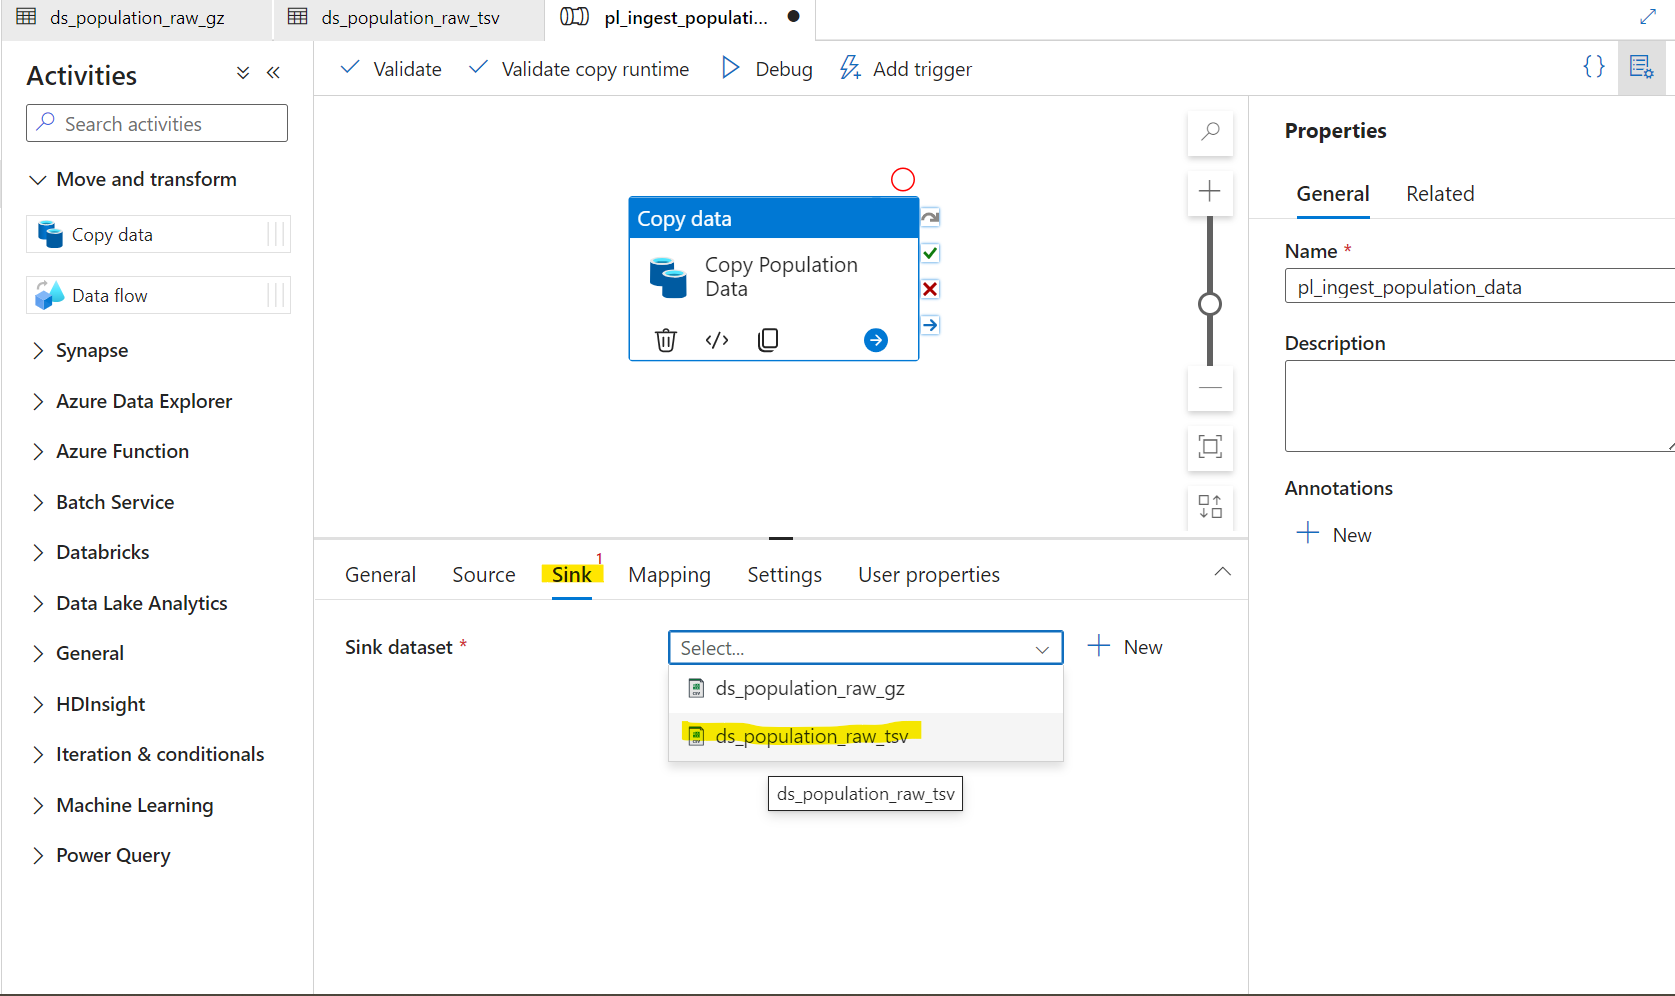 ds_population_raw_gz
ds_population_raw_tsv
pl_ingest_populati...
Activities
Search activities
Move and transform
Copy data
Data flow
Synapse
Azure Data Explorer
Azure Function
Batch Service
Databricks
Data Lake Analytics
General
HDInsight
Iteration & conditionals
Machine Learning
Power Query
Validate
Validate copy runtime
Debug
Add trigger
{}
Copy data
Copy Population
Data
</>
General
Source
Sink 1
Mapping
Settings
User properties
Sink dataset *
Select...
New
ds_population_raw_gz
ds_population_raw_tsv
ds_population_raw_tsv
Properties
General
Related
Name *
pl_ingest_population_data
Description
Annotations
New